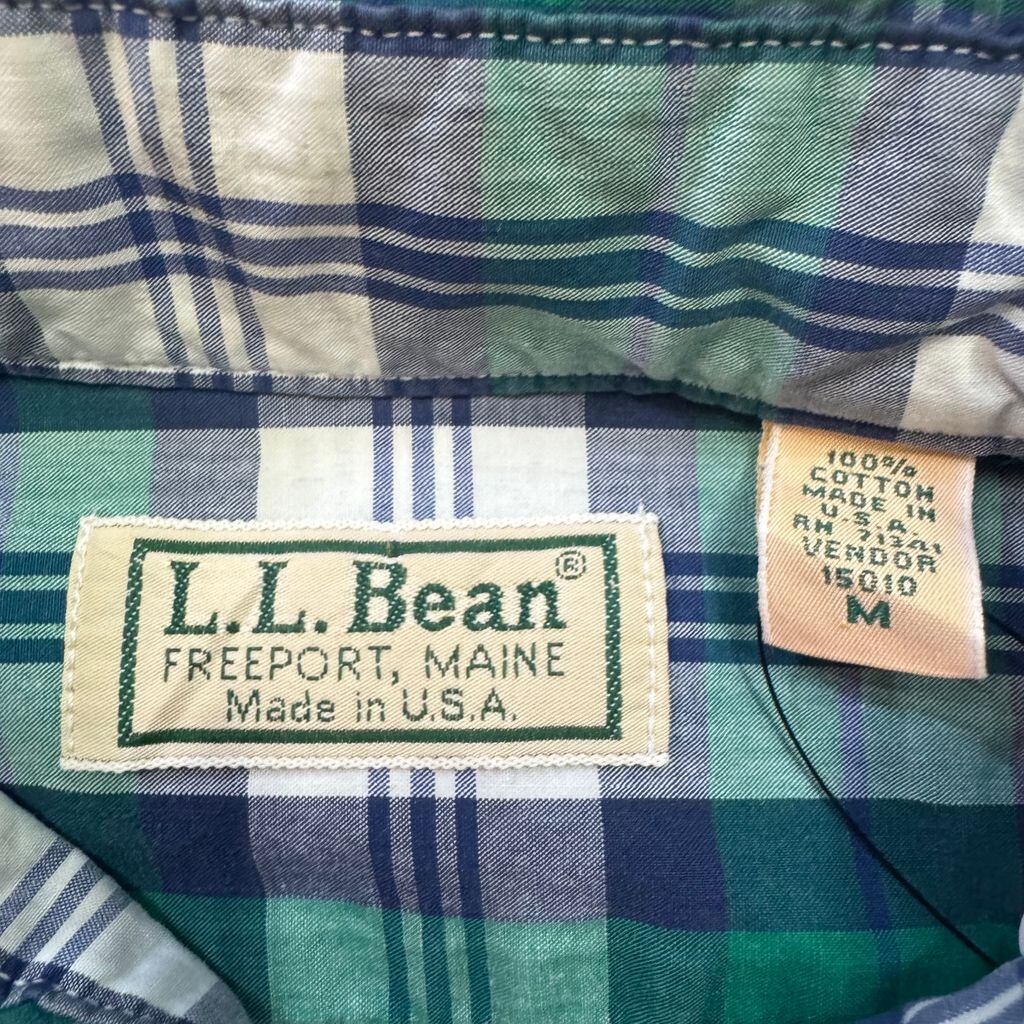 L.L. Bean®
FREEPORT, MAINE
Made in U.S.A.
100%
COTTON
MADE IN
U.S.A.
RN 71341
VENDOR
15010
M